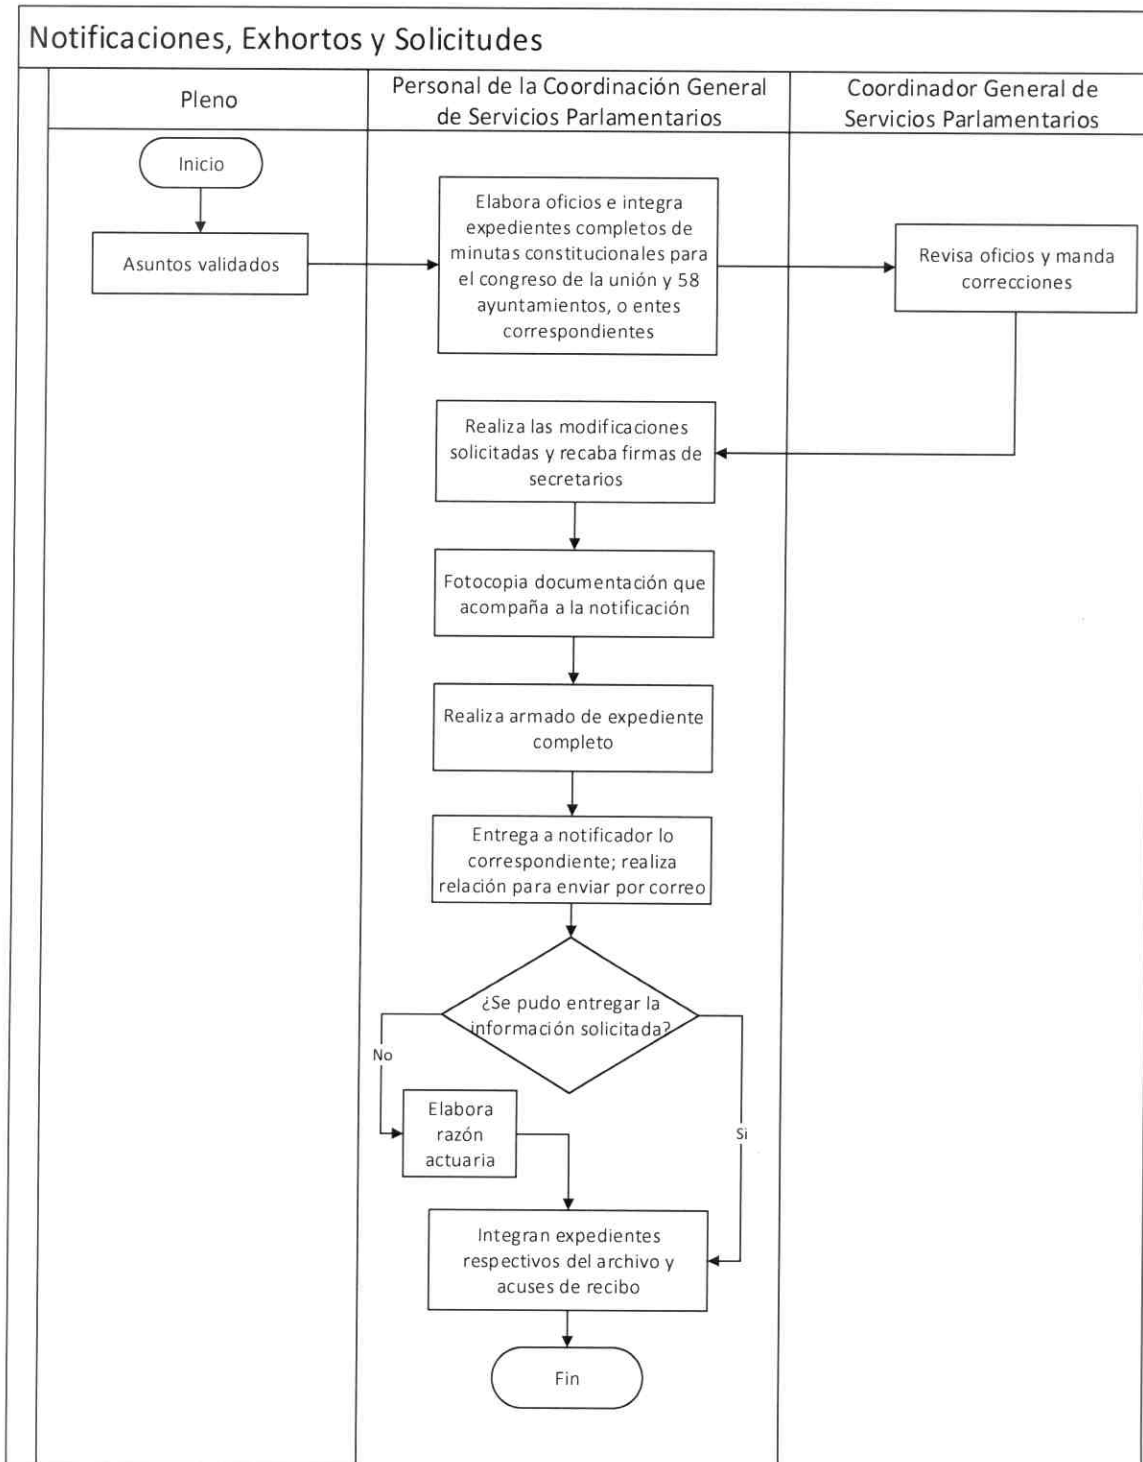 Notificaciones, Exhortos y Solicitudes
Pleno
Personal de la Coordinación General
de Servicios Parlamentarios
Coordinador General de
Servicios Parlamentarios
Inicio
Asuntos validados
Elabora oficios e integra
expedientes completos de
minutas constitucionales para
el congreso de la unión y 58
ayuntamientos, o entes
correspondientes
Revisa oficios y manda
correcciones
Realiza las modificaciones
solicitadas y recaba firmas de
secretarios
Fotocopia documentación que
acompaña a la notificación
Realiza armado de expediente
completo
Entrega a notificador lo
correspondiente; realiza
relación para enviar por correo
¿Se pudo entregar la
información solicitada?
No
Si
Elabora
razón
actuaria
Integran expedientes
respectivos del archivo y
acuses de recibo
Fin